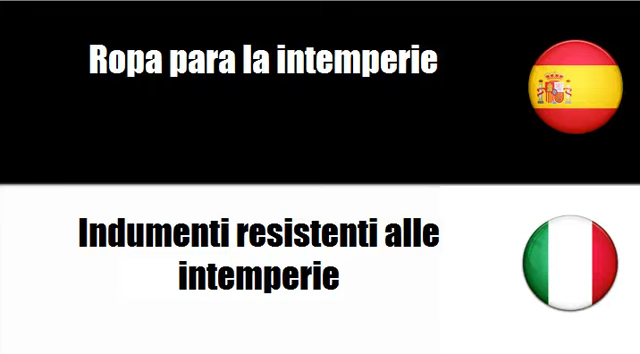 Ropa para la intemperie
Indumenti resistenti alle
intemperie